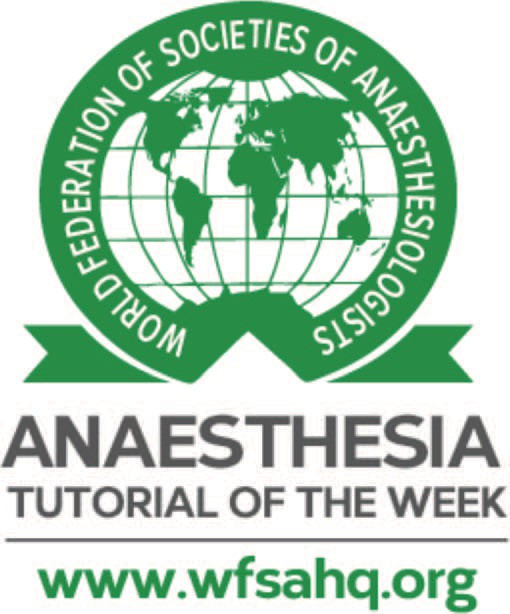 WORLD FEDERATION OF SOCIETIES OF ANAESTHESIOLOGISTS
ANAESTHESIA
TUTORIAL OF THE WEEK
www.wfsahq.org